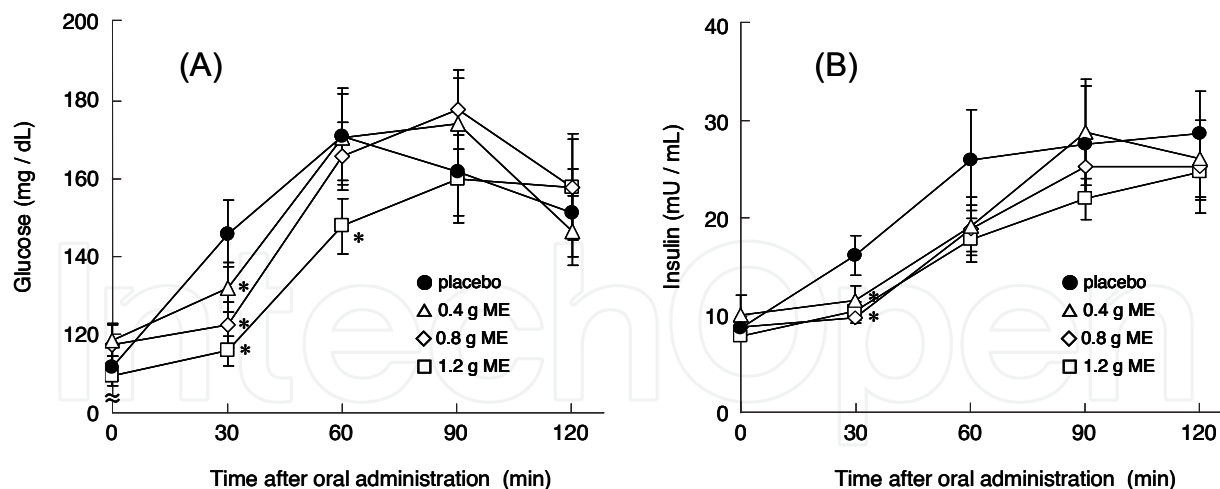 (A)
Glucose (mg / dL)
200
180
160
140
120
0
≈
*
*
*
*
placebo
0.4 g ME
0.8 g ME
1.2 g ME
0 30 60 90 120
Time after oral administration (min)
(B)
Insulin (mU / mL)
40
30
20
10
0
*
*
placebo
0.4 g ME
0.8 g ME
1.2 g ME
0 30 60 90 120
Time after oral administration (min)
IntechOpen